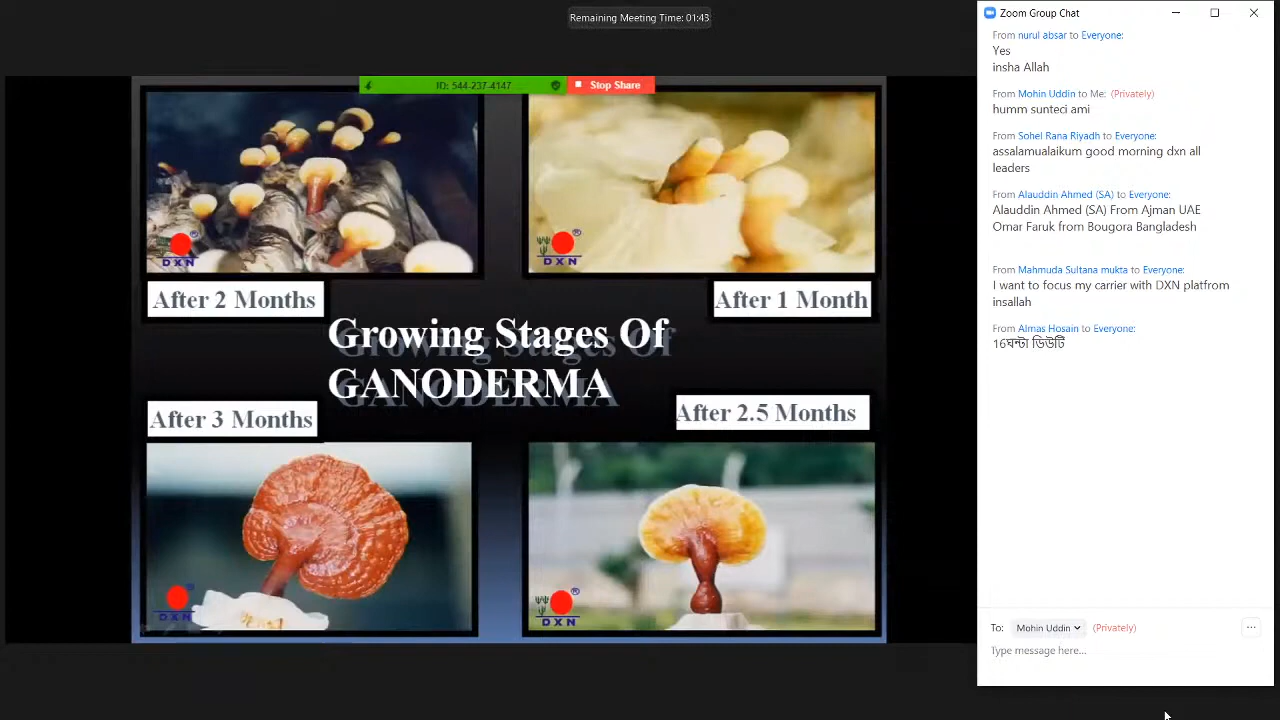 Remaining Meeting Time: 01:43
ID: 544-237-4147
Stop Share
DXN
DXN
After 2 Months
After 1 Month
Growing Stages Of
GANODERMA
After 3 Months
After 2.5 Months
DXN
DXN
Zoom Group Chat
From nurul absar to Everyone:
Yes
insha Allah
From Mohin Uddin to Me: (Privately)
humm sunteci ami
From Sohel Rana Riyadh to Everyone:
assalamualaikum good morning dxn all
leaders
From Alauddin Ahmed (SA) to Everyone:
Alauddin Ahmed (SA) From Ajman UAE
Omar Faruk from Bougora Bangladesh
From Mahmuda Sultana mukta to Everyone:
I want to focus my carrier with DXN platfrom
insallah
From Almas Hosain to Everyone:
16ঘন্টা ডিউটি
To: Mohin Uddin (Privately)
Type message here...